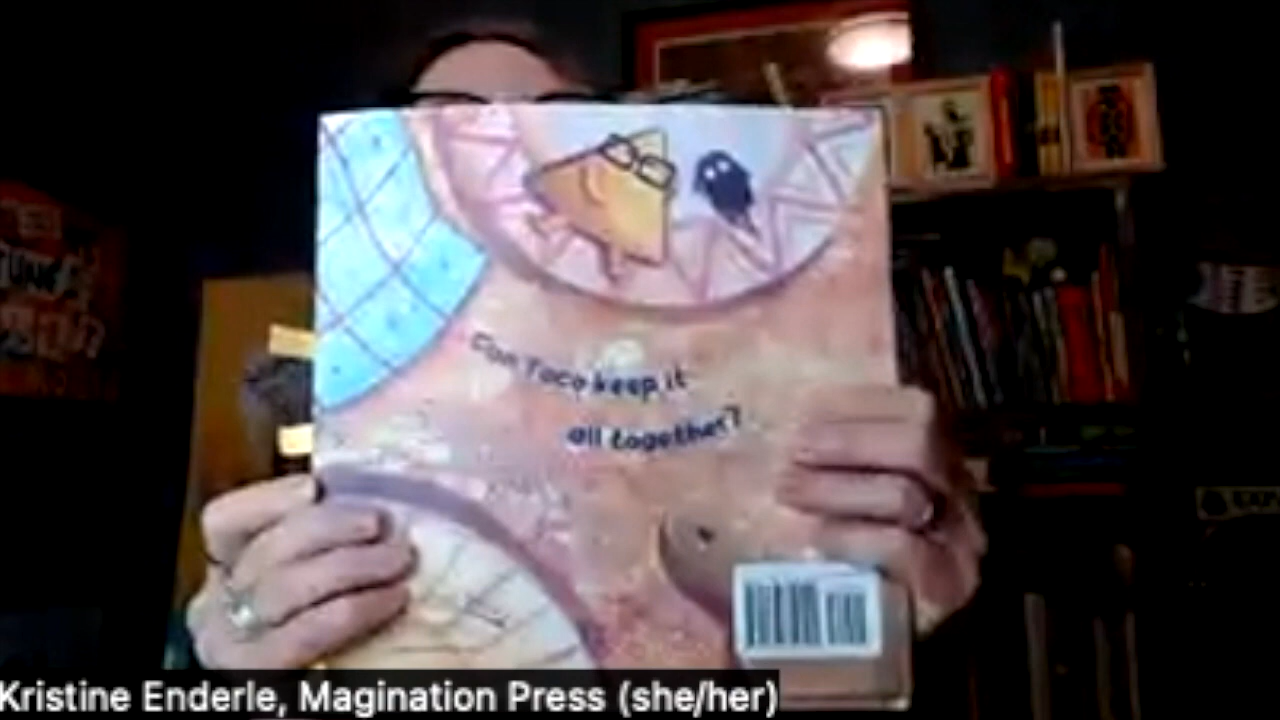 Can Taco keep it
all together?
Kristine Enderle, Magination Press (she/her)